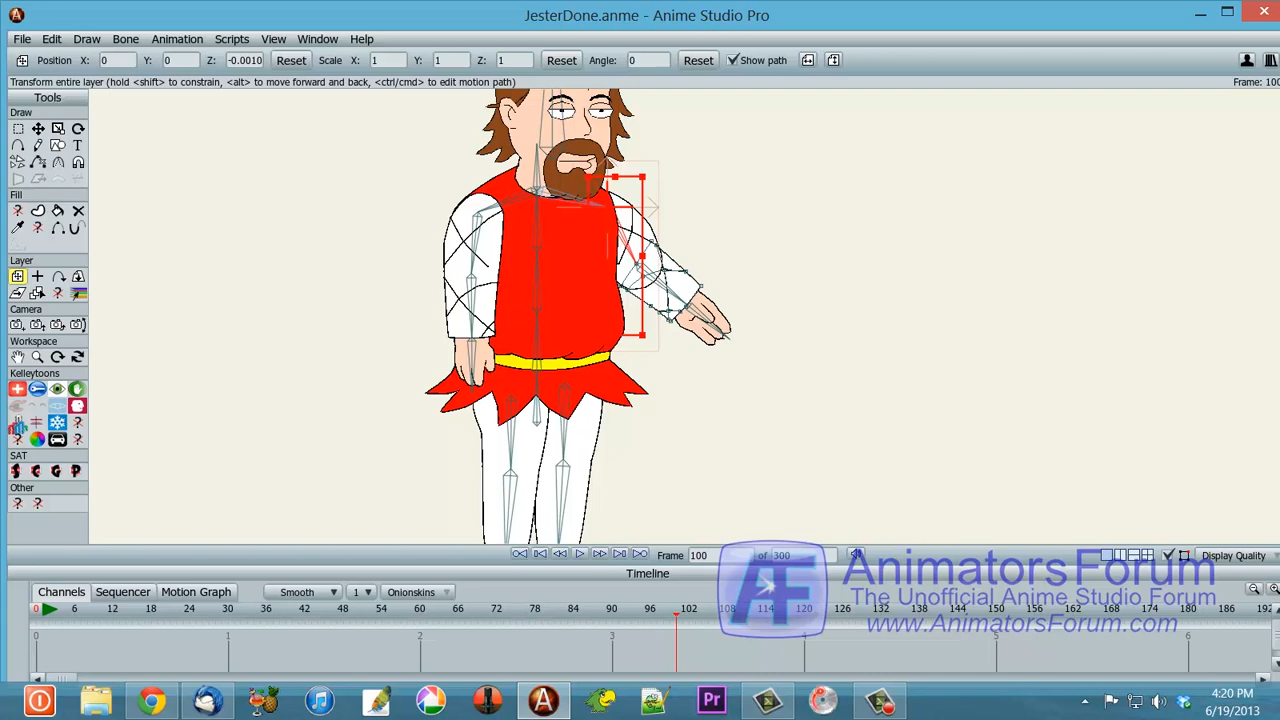 JesterDone.anme - Anime Studio Pro
File Edit Draw Bone Animation Scripts View Window Help
Position X: 0 Y: 0 Z: -0.0010 Reset Scale X: 1 Y: 1 Z: 1 Reset Angle: 0 Reset Show path
Transform entire layer (hold <shift> to constrain, <alt> to move forward and back, <ctrl/cmd> to edit motion path) Frame: 100
Tools
Draw
Fill
Layer
Camera
Workspace
Kelleytoons
SAT
Other
Frame 100 of 300 Display Quality
AnimatorsForum
The Unofficial Anime Studio Forum
www.AnimatorsForum.com
Timeline
Channels Sequencer Motion Graph Smooth 1 Onionskins
0 6 12 18 24 30 36 42 48 54 60 66 72 78 84 90 96 102 108 114 120 126 132 138 144 150 156 162 168 174 180 186 192
0 1 2 3 4 5 6
4:20 PM
6/19/2013